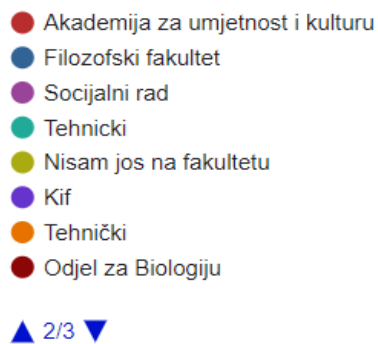 Akademija za umjetnost i kulturu
Filozofski fakultet
Socijalni rad
Tehnicki
Nisam jos na fakultetu
Kif
Tehnički
Odjel za Biologiju
2/3